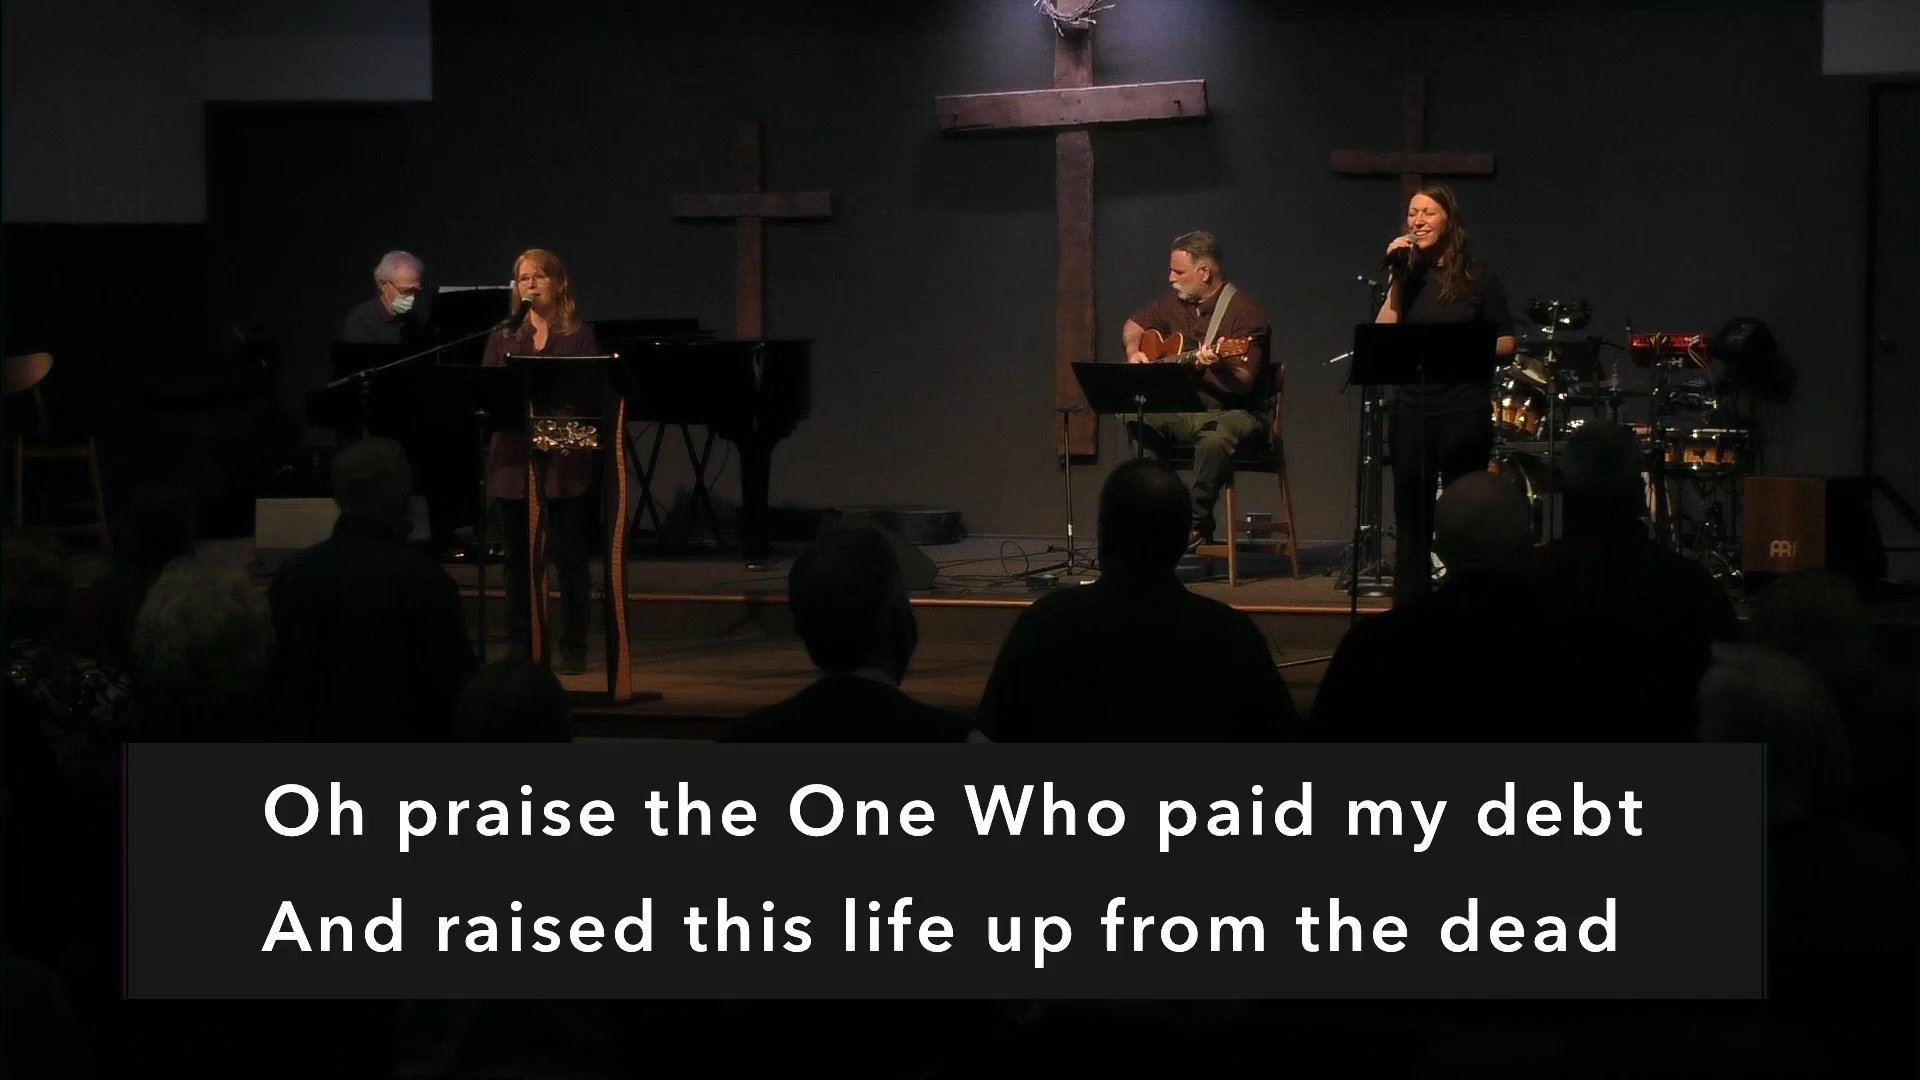 Oh praise the One Who paid my debt
And raised this life up from the dead